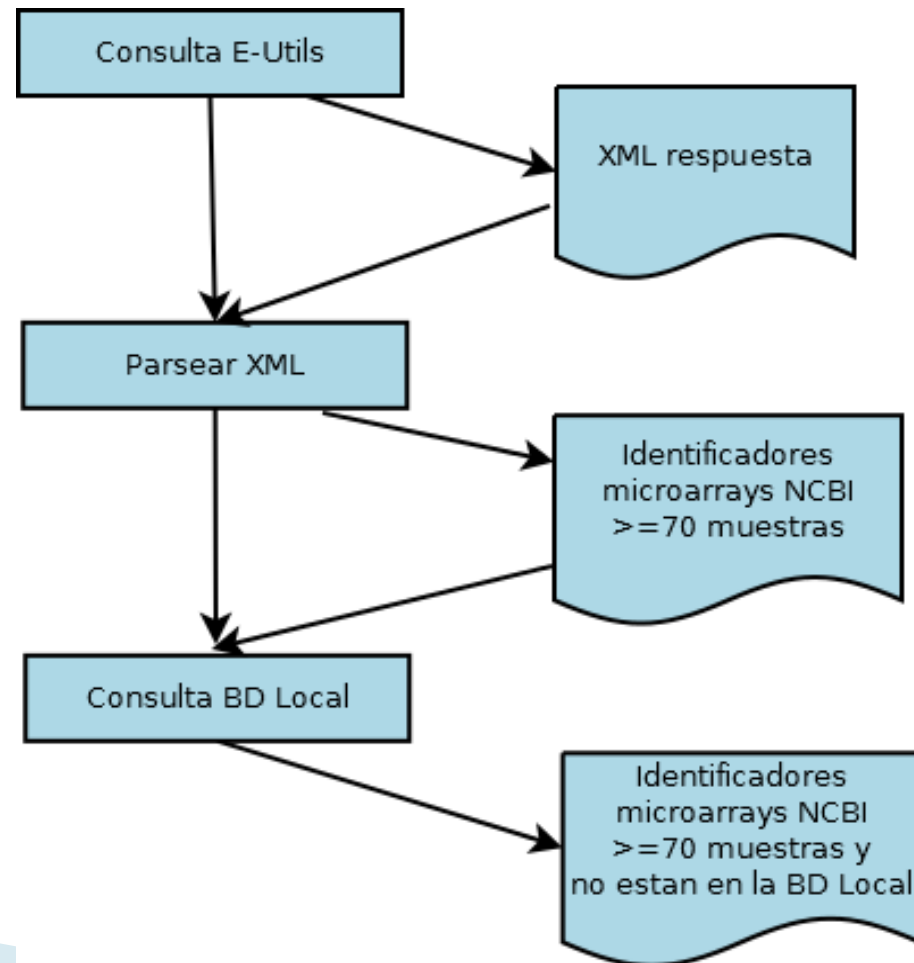 Consulta E-Utils
XML respuesta
Parsear XML
Identificadores
microarrays NCBI
>=70 muestras
Consulta BD Local
Identificadores
microarrays NCBI
>=70 muestras y
no estan en la BD Local